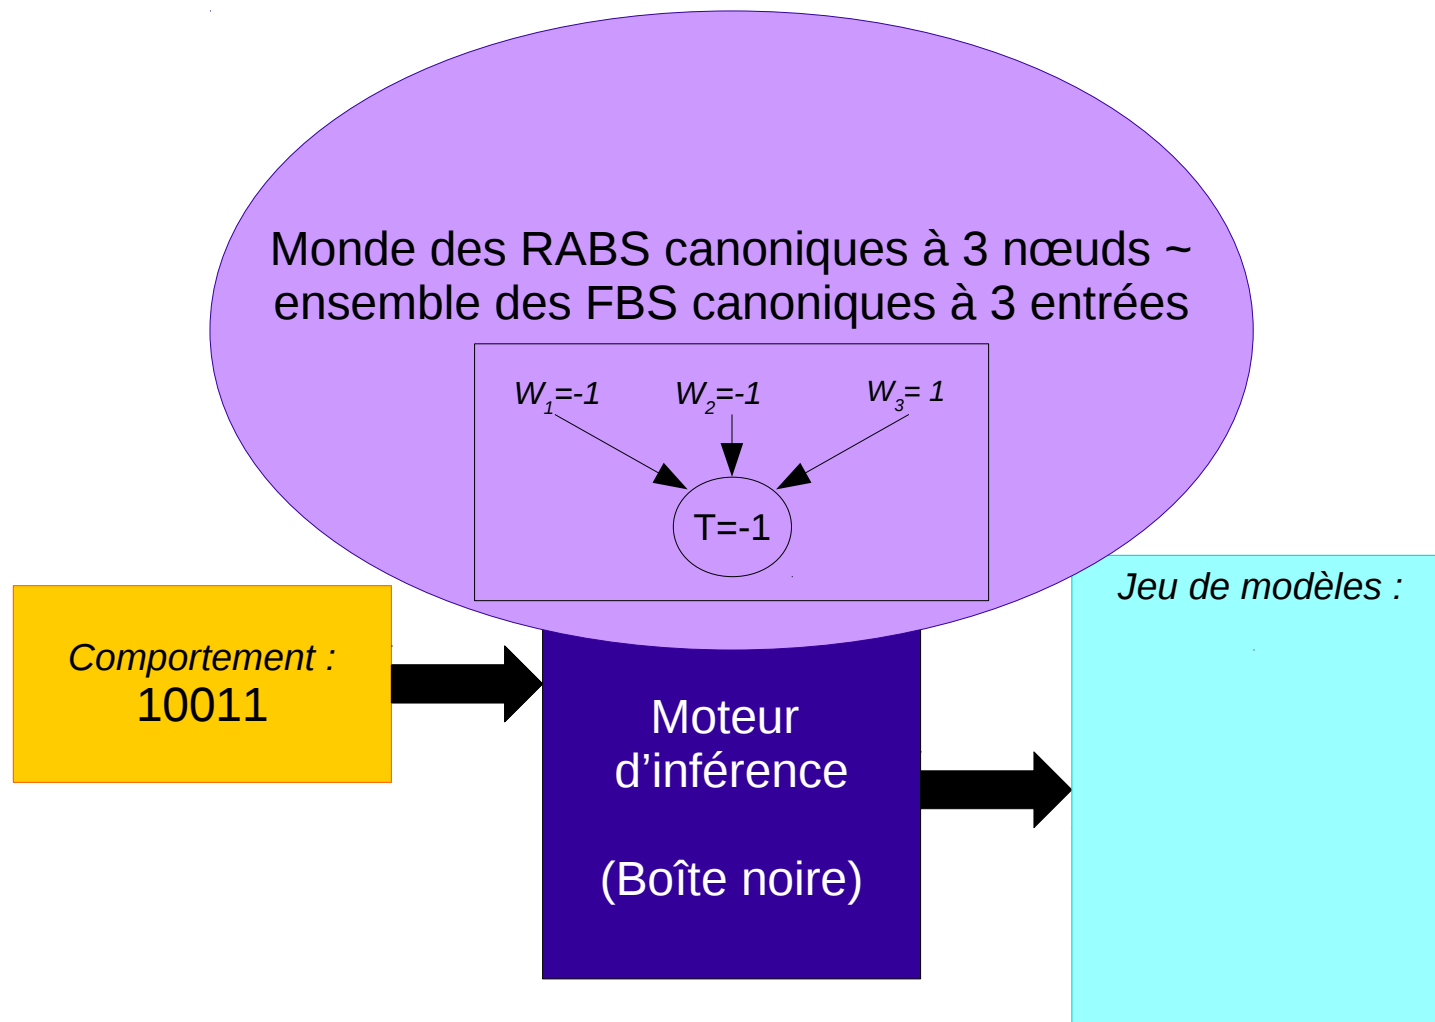 Monde des RABS canoniques à 3 nœuds ~
ensemble des FBS canoniques à 3 entrées
W1=-1 W2=-1 W3= 1
T=-1
Jeu de modèles :
Comportement :
10011
Moteur
d’inférence
(Boîte noire)